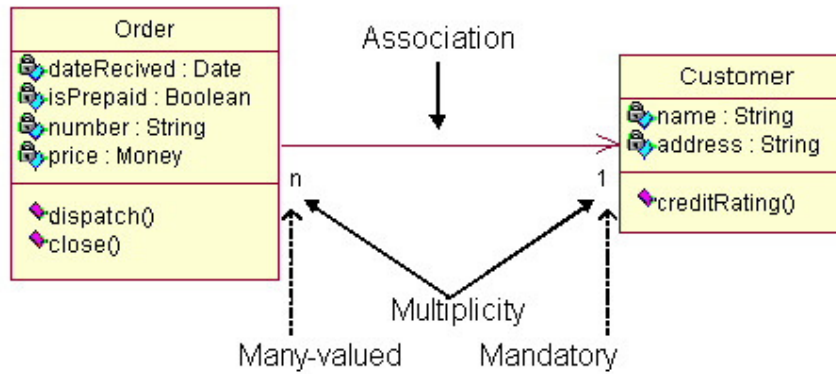 Order
dateRecived : Date
isPrepaid : Boolean
number : String
price : Money
dispatch()
close()
Association
Customer
name : String
address : String
creditRating()
n
1
Multiplicity
Many-valued
Mandatory